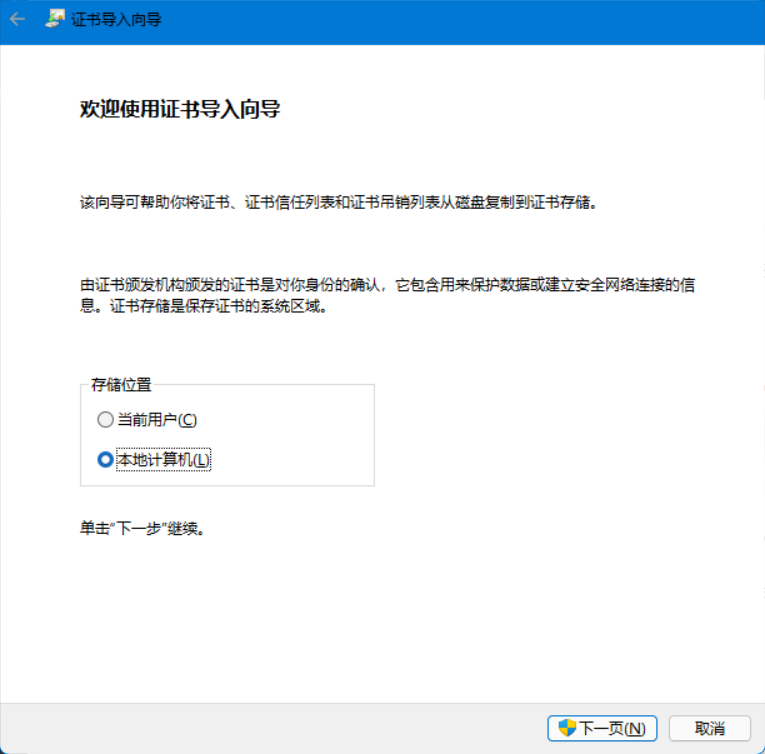 证书导入向导
欢迎使用证书导入向导
该向导可帮助你将证书、证书信任列表和证书吊销列表从磁盘复制到证书存储。
由证书颁发机构颁发的证书是对你身份的确认，它包含用来保护数据或建立安全网络连接的信
息。证书存储是保存证书的系统区域。
存储位置
当前用户(C)
本地计算机(L)
单击“下一步”继续。
下一页(N)
取消